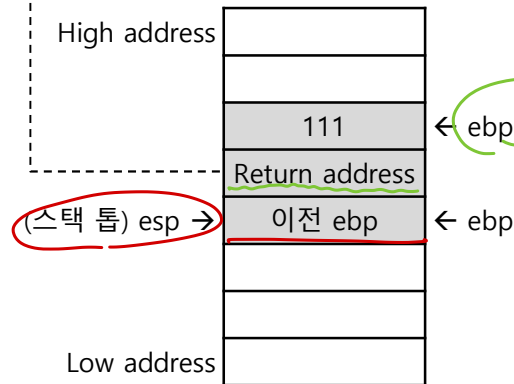 High address
111 ← ebp
Return address
(스택 톱) esp → 이전 ebp ← ebp
Low address